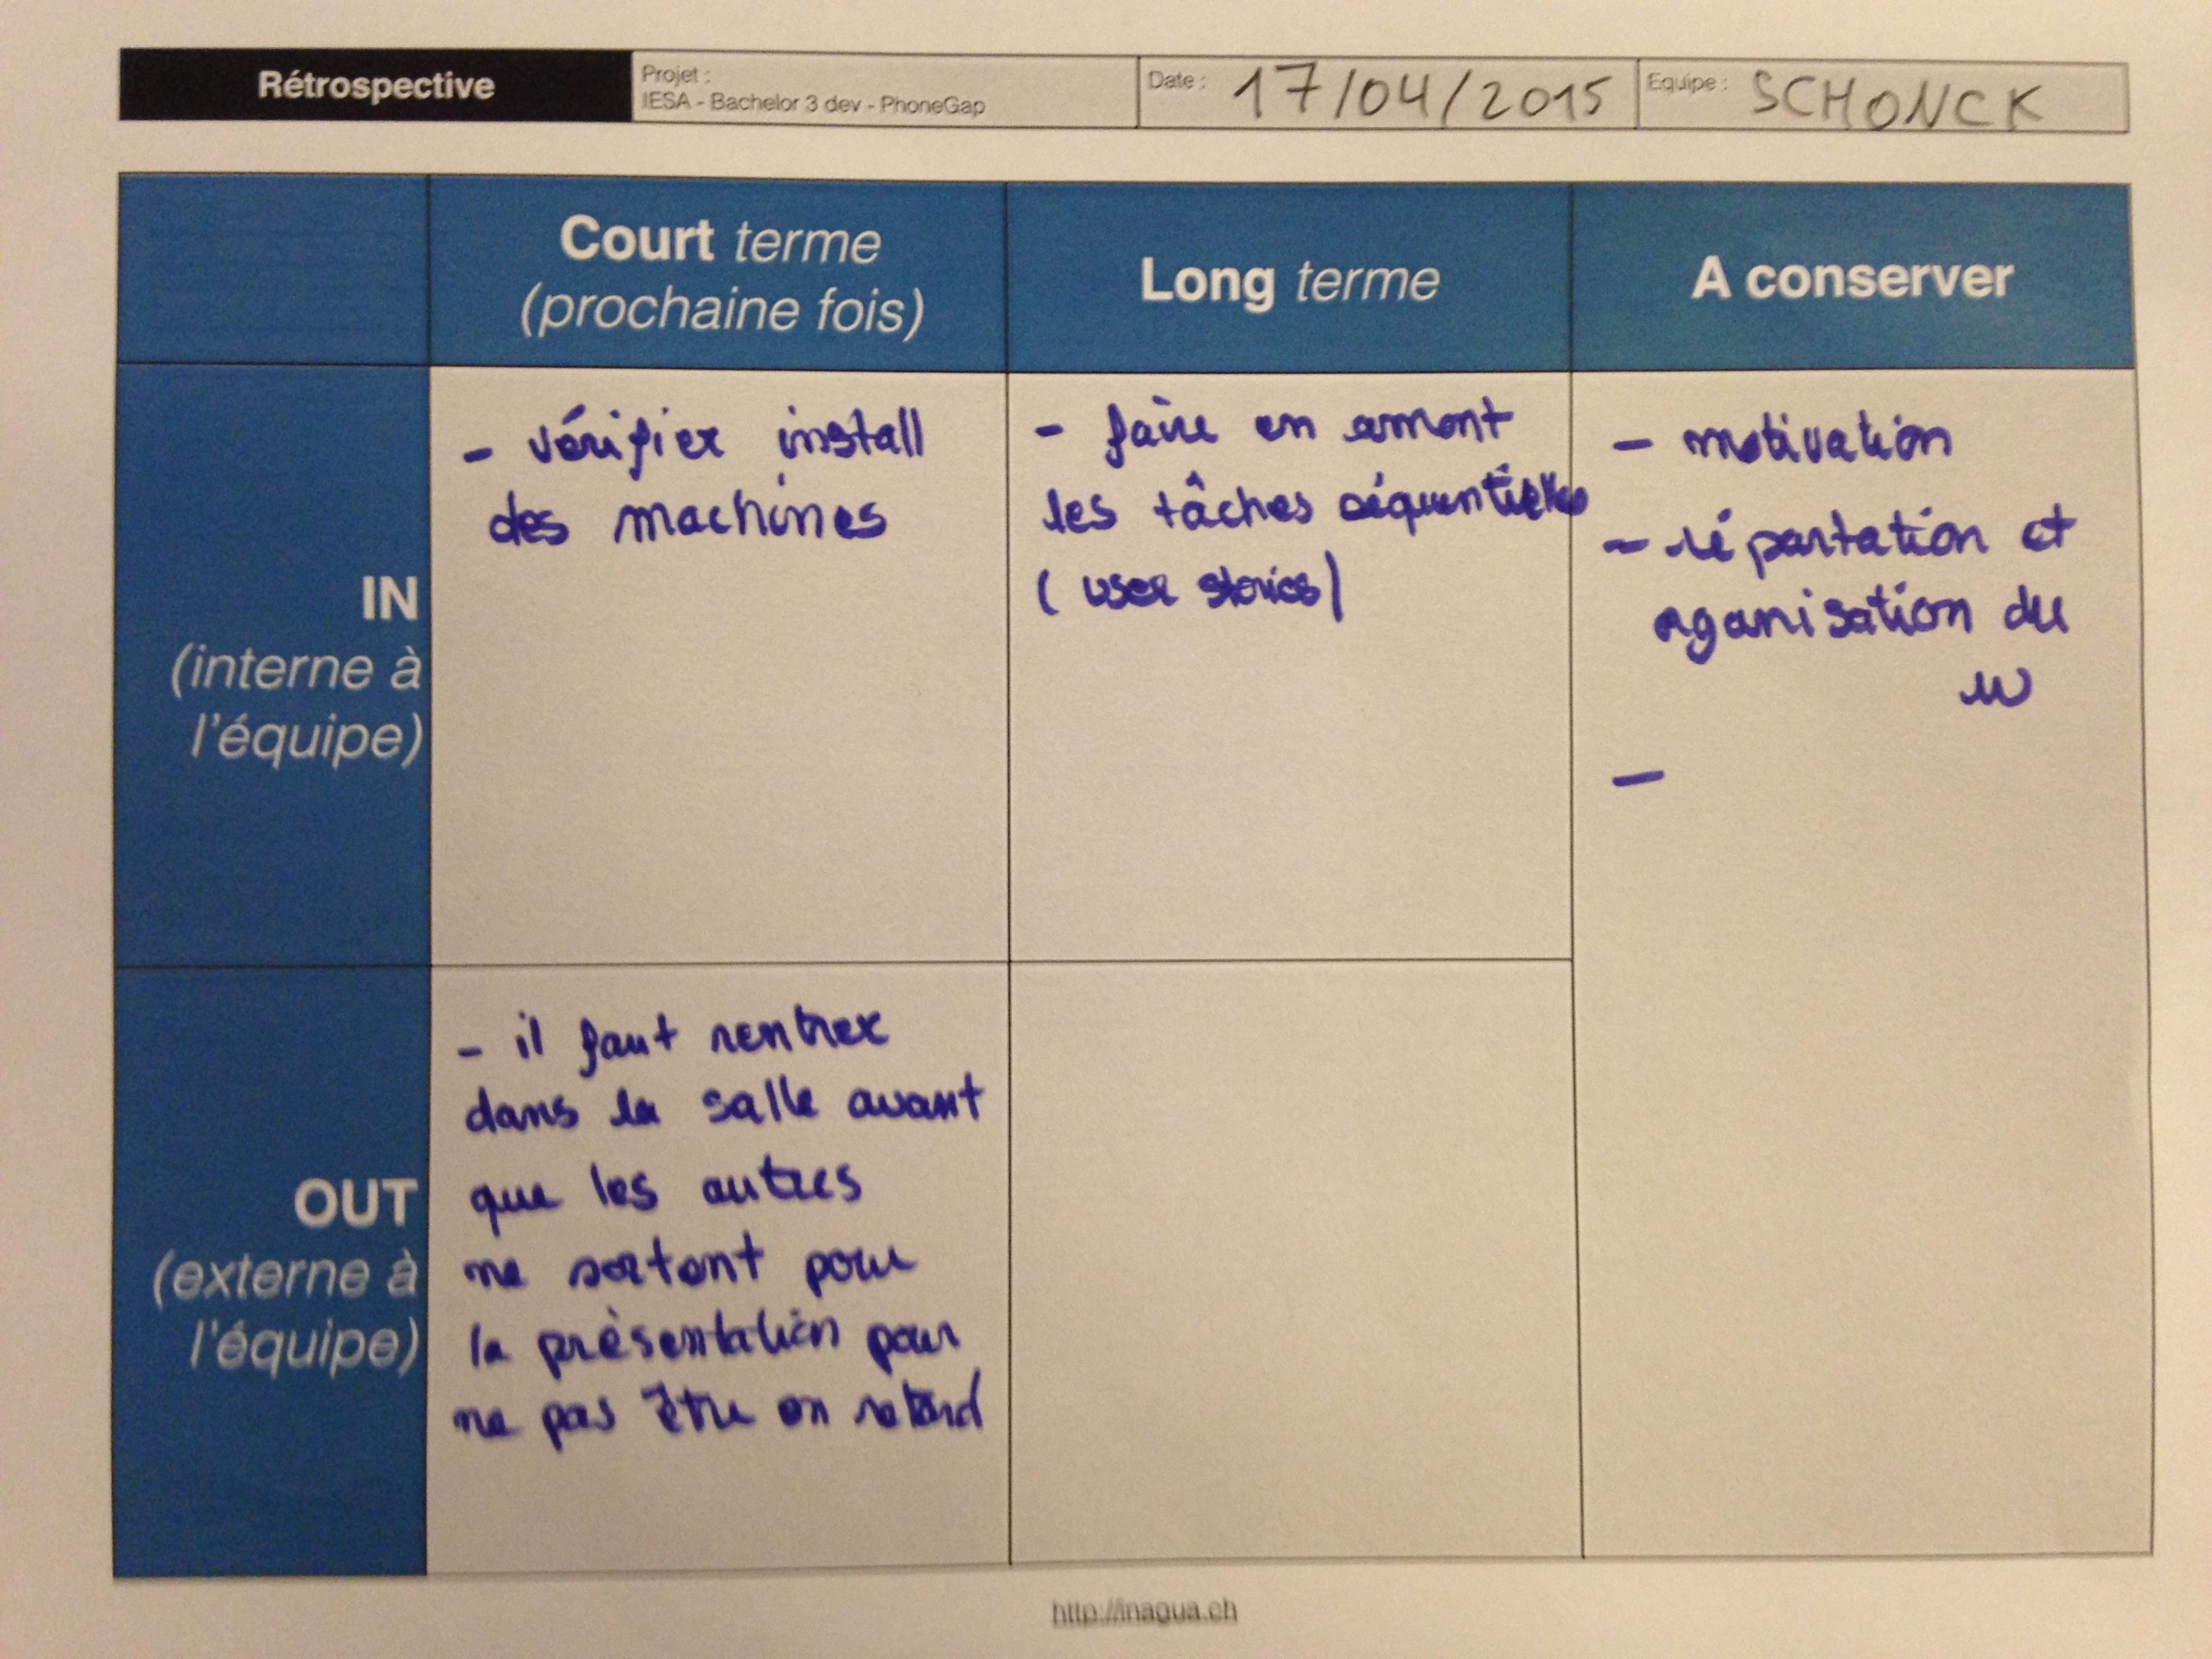 Rétrospective
Projet :
IESA - Bachelor 3 dev - PhoneGap
Date : 17/04/2015
Equipe : SCHONCK
Court terme
(prochaine fois)
Long terme
A conserver
IN
(interne à
l'équipe)
- vérifier install
des machines
- faire en amont
les tâches séquentielles
(user stories)
- motivation
- répartation et
organisation du
-
OUT
(externe à
l'équipe)
- il faut rentrer
dans la salle avant
que les autres
ne sortent pour
la présentation pour
ne pas être en retard
http://inagua.ch